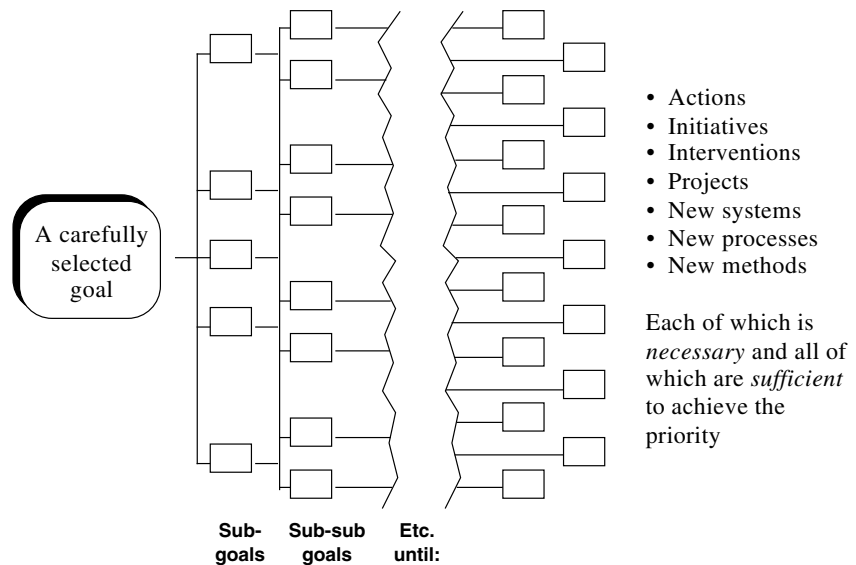 A carefully
selected
goal
• Actions
• Initiatives
• Interventions
• Projects
• New systems
• New processes
• New methods
Each of which is
necessary and all of
which are sufficient
to achieve the
priority
Sub-
goals
Sub-sub
goals
Etc.
until: